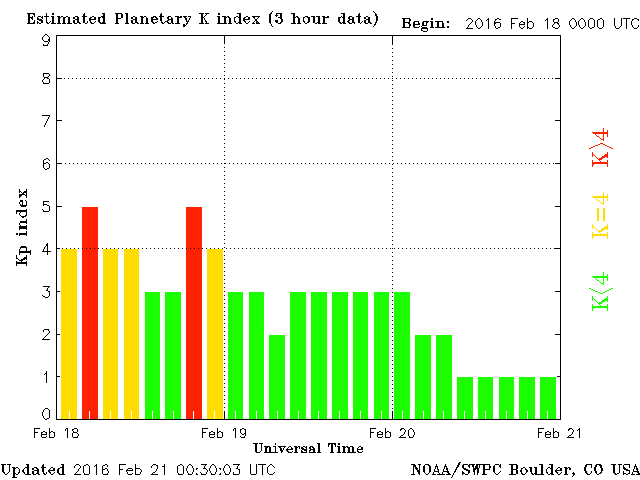 Estimated Planetary K index (3 hour data)
Begin: 2016 Feb 18 0000 UTC
9
8
7
6
5
4
3
2
1
0
Kp index
K>4
K=4
K<4
Feb 18
Feb 19
Feb 20
Feb 21
Universal Time
Updated 2016 Feb 21 00:30:03 UTC
NOAA/SWPC Boulder, CO USA